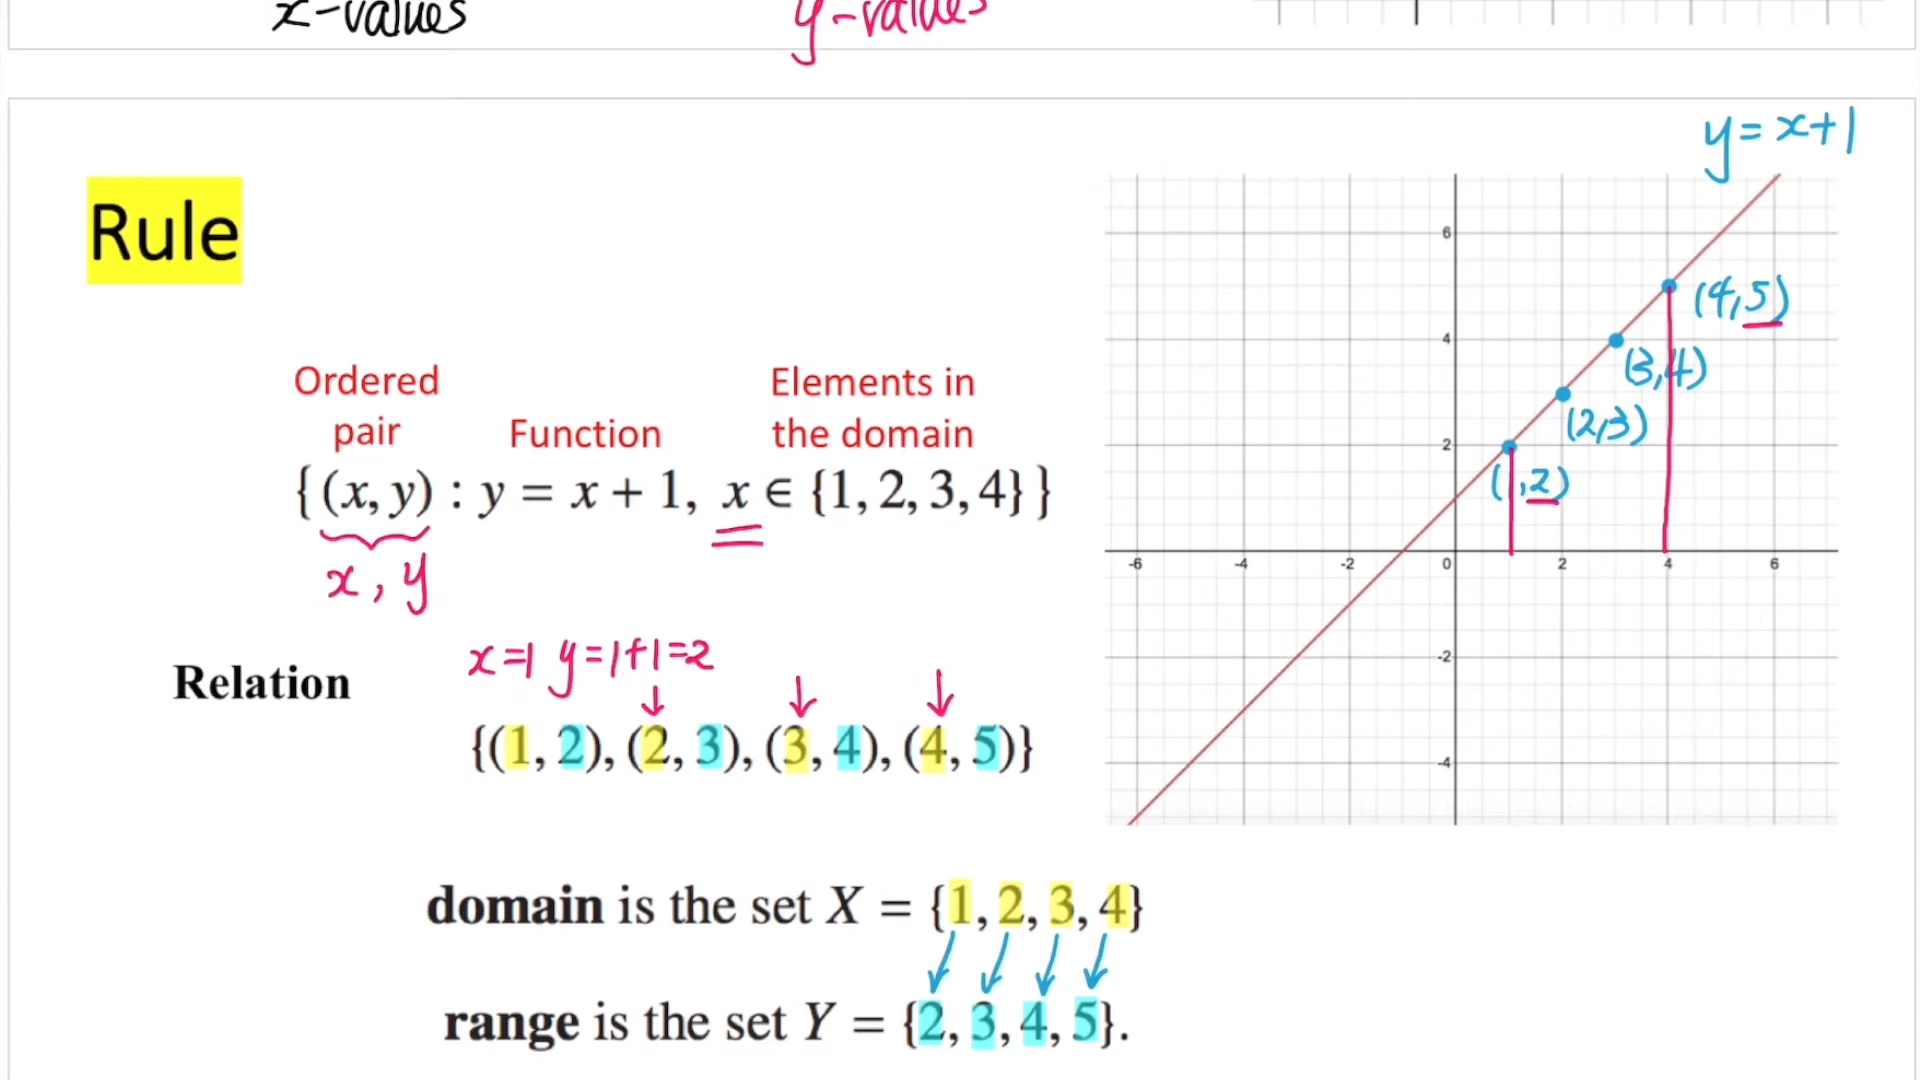 x-values y-values
y=x+1
Rule
6
(4,5)
4
(3,4)
Ordered pair
Function
Elements in the domain
(2,3)
2
{(x, y) : y = x + 1, x ∈ {1, 2, 3, 4}}
(1,2)
-6 -4 -2 0 2 4 6
x, y
x=1 y=1+1=2
-2
Relation
{(1, 2), (2, 3), (3, 4), (4, 5)}
-4
domain is the set X = {1, 2, 3, 4}
range is the set Y = {2, 3, 4, 5}.